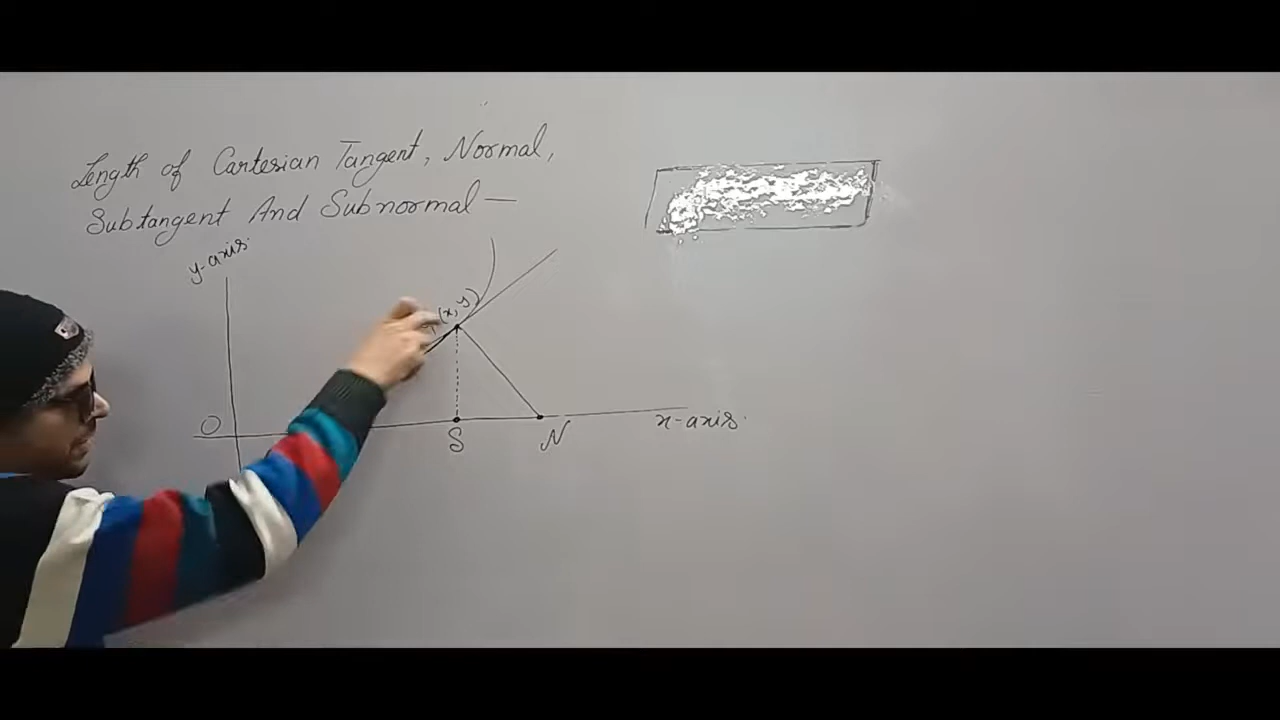 Length of Cartesian Tangent, Normal,
Subtangent And Subnormal —
y-axis
(x, y)
O
S
N
x-axis